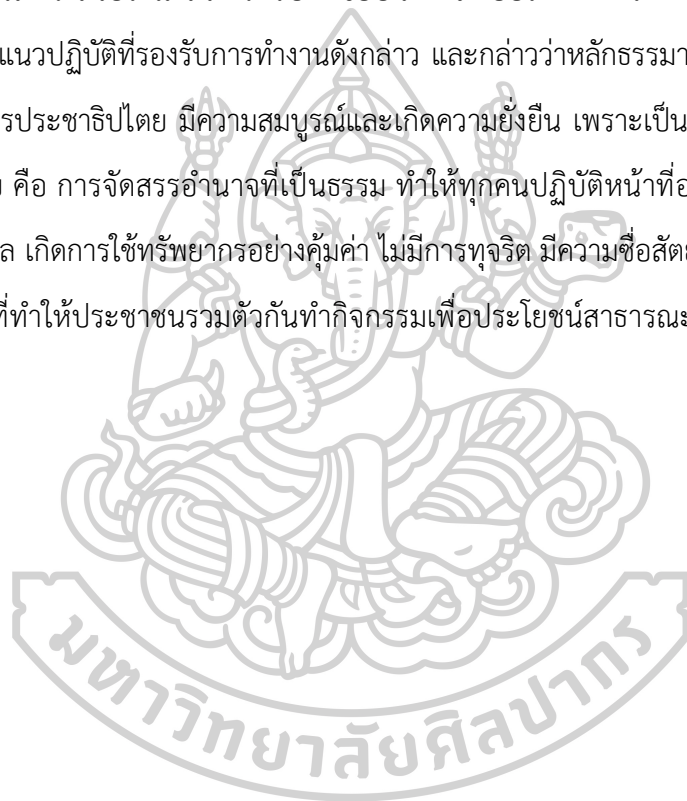 แนวปฏิบัติที่รองรับการทำงานดังกล่าว และกล่าวว่าหลักธรรมา
รประชาธิปไตย มีความสมบูรณ์และเกิดความยั่งยืน เพราะเป็น
คือ การจัดสรรอำนาจที่เป็นธรรม ทำให้ทุกคนปฏิบัติหน้าที่อ
ล เกิดการใช้ทรัพยากรอย่างคุ้มค่า ไม่มีการทุจริต มีความซื่อสัตย
ที่ทำให้ประชาชนรวมตัวกันทำกิจกรรมเพื่อประโยชน์สาธารณะ
มหาวิทยาลัยศิลปากร